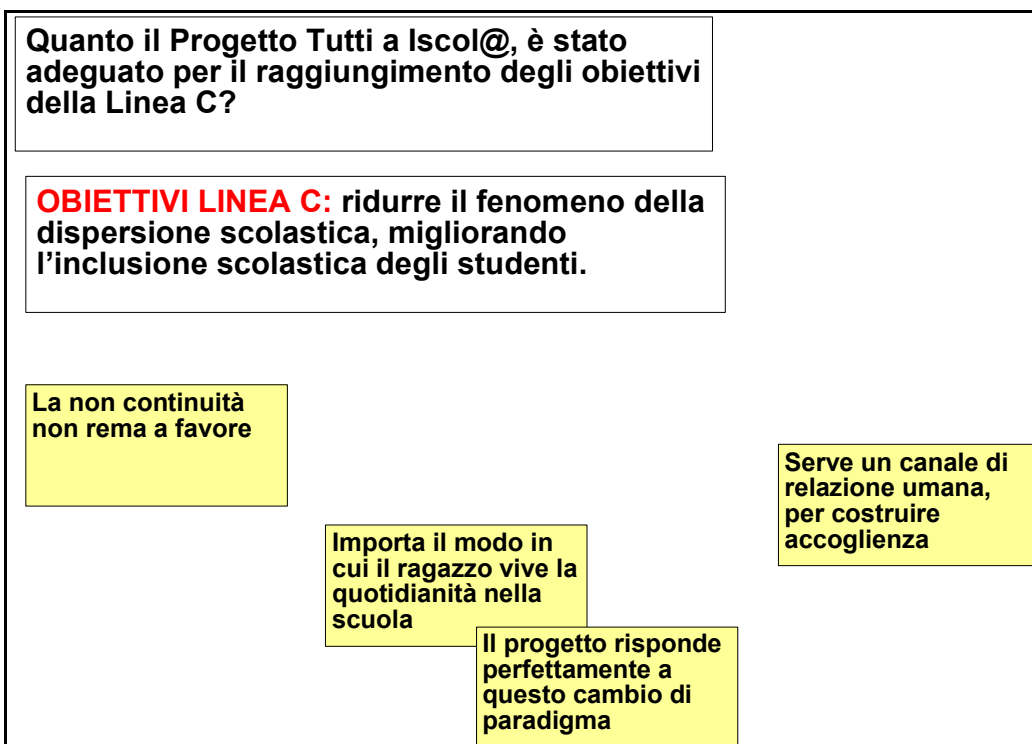 Quanto il Progetto Tutti a Iscol@, è stato
adeguato per il raggiungimento degli obiettivi
della Linea C?
OBIETTIVI LINEA C: ridurre il fenomeno della
dispersione scolastica, migliorando
l’inclusione scolastica degli studenti.
La non continuità
non rema a favore
Serve un canale di
relazione umana,
per costruire
accoglienza
Importa il modo in
cui il ragazzo vive la
quotidianità nella
scuola
Il progetto risponde
perfettamente a
questo cambio di
paradigma